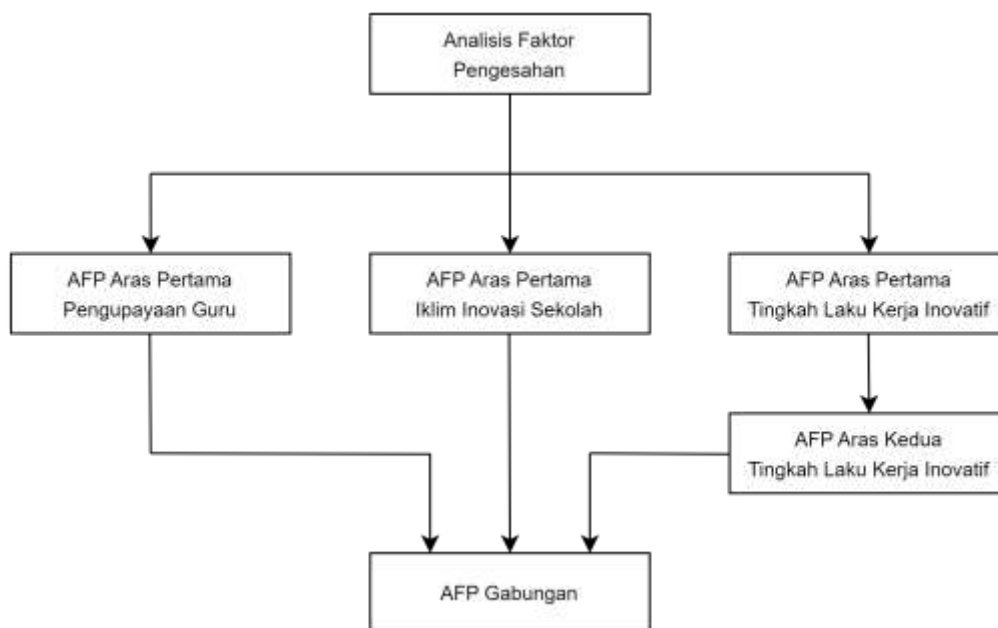 Analisis Faktor
Pengesahan
AFP Aras Pertama
Pengupayaan Guru
AFP Aras Pertama
Iklim Inovasi Sekolah
AFP Aras Pertama
Tingkah Laku Kerja Inovatif
AFP Aras Kedua
Tingkah Laku Kerja Inovatif
AFP Gabungan